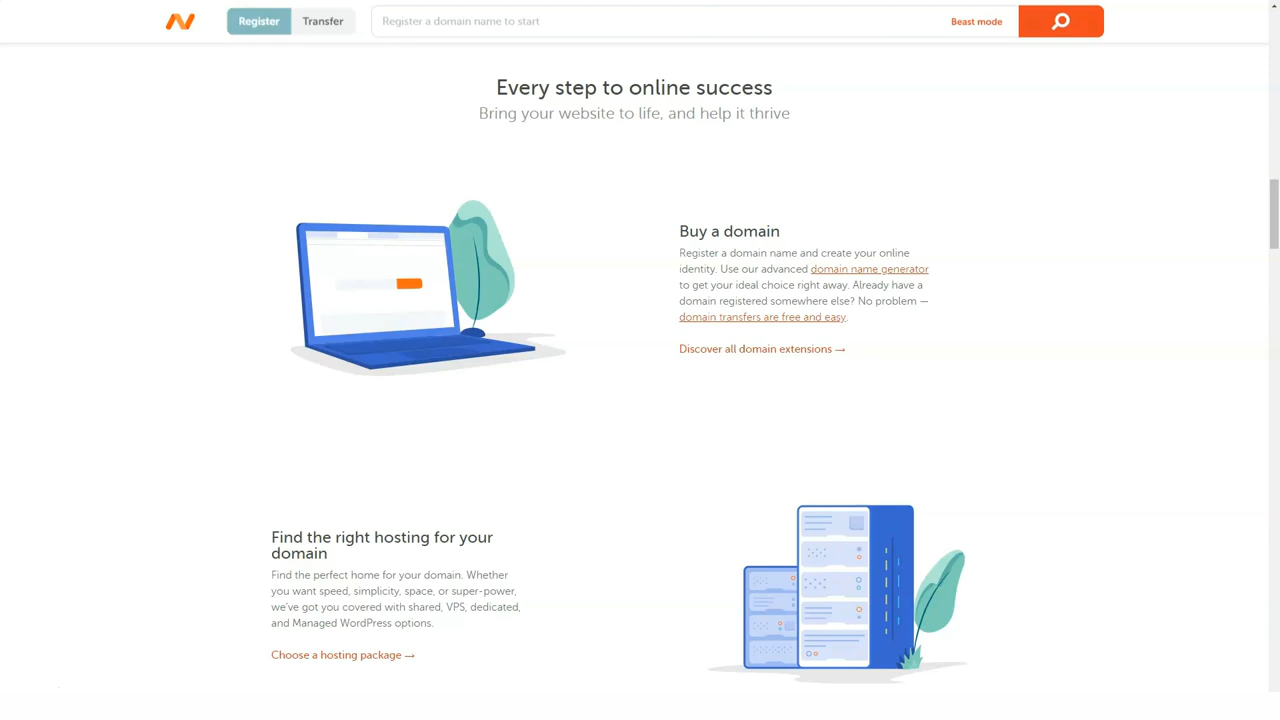 Register
Transfer
Register a domain name to start
Beast mode
Every step to online success
Bring your website to life, and help it thrive
Buy a domain
Register a domain name and create your online
identity. Use our advanced domain name generator
to get your ideal choice right away. Already have a
domain registered somewhere else? No problem —
domain transfers are free and easy.
Discover all domain extensions →
Find the right hosting for your
domain
Find the perfect home for your domain. Whether
you want speed, simplicity, space, or super-power,
we've got you covered with shared, VPS, dedicated,
and Managed WordPress options.
Choose a hosting package →